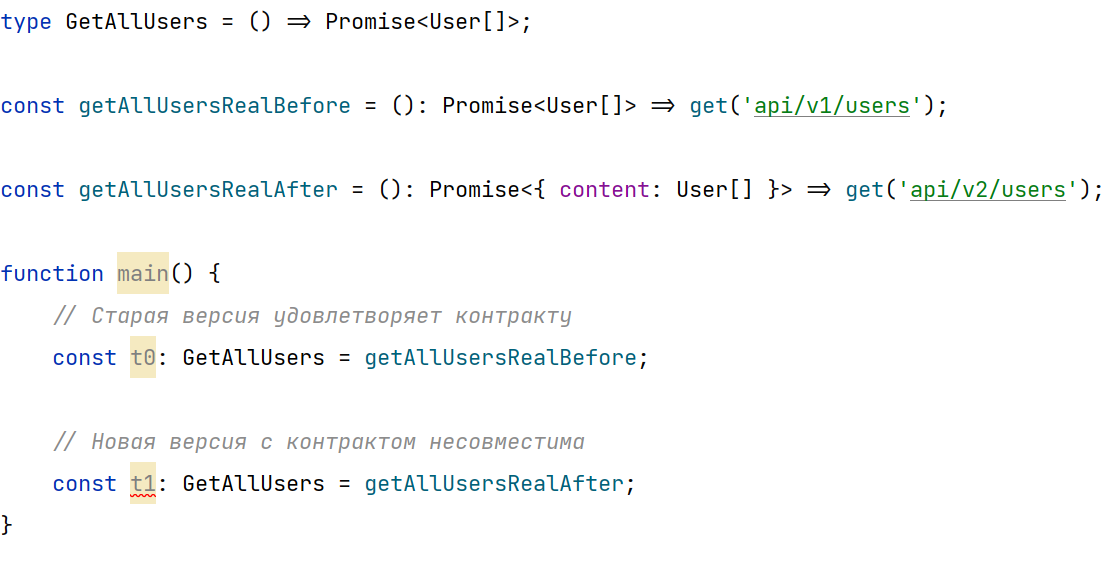 type GetAllUsers = () => Promise<User[]>;
const getAllUsersRealBefore = (): Promise<User[]> => get('api/v1/users');
const getAllUsersRealAfter = (): Promise<{ content: User[] }> => get('api/v2/users');
function main() {
// Старая версия удовлетворяет контракту
const t0: GetAllUsers = getAllUsersRealBefore;
// Новая версия с контрактом несовместима
const t1: GetAllUsers = getAllUsersRealAfter;
}